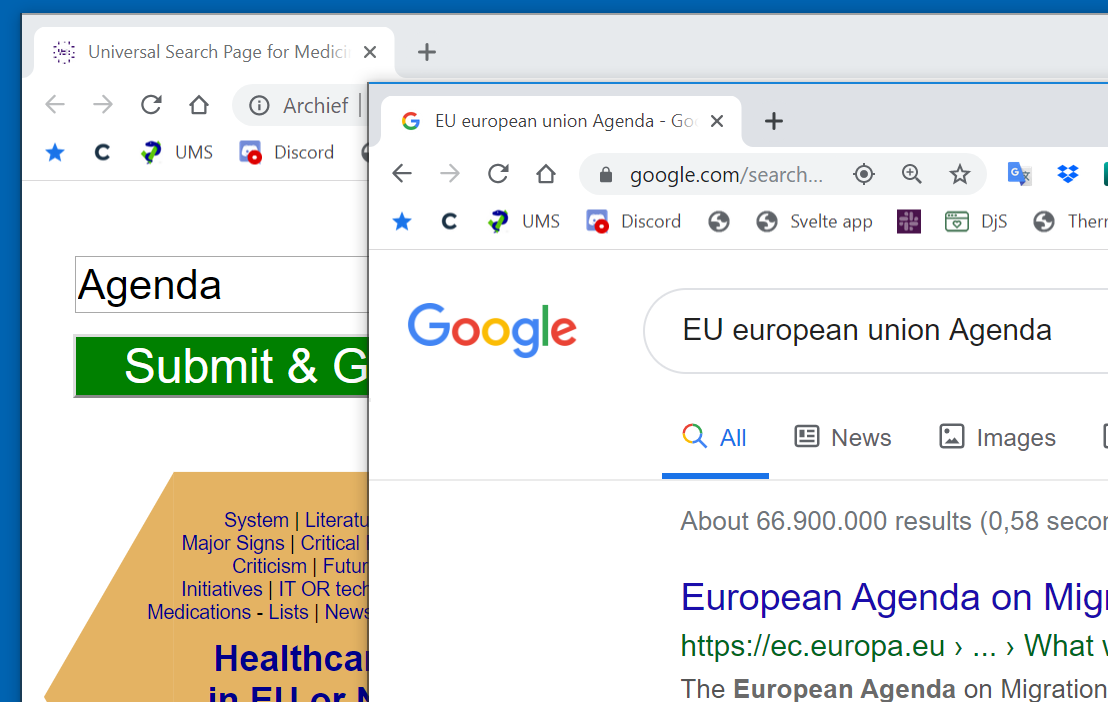 Universal Search Page for Medici
Archief
UMS Discord
Agenda
Submit & G
System | Literatu
Major Signs | Critical
Criticism | Futur
Initiatives | IT OR tech
Medications - Lists | News
Healthcar
in EU or N
EU european union Agenda - Goo
google.com/search...
UMS Discord Svelte app DjS Therr
Google
EU european union Agenda
All News Images
About 66.900.000 results (0,58 secor
European Agenda on Migr
https://ec.europa.eu › ... › What w
The European Agenda on Migration